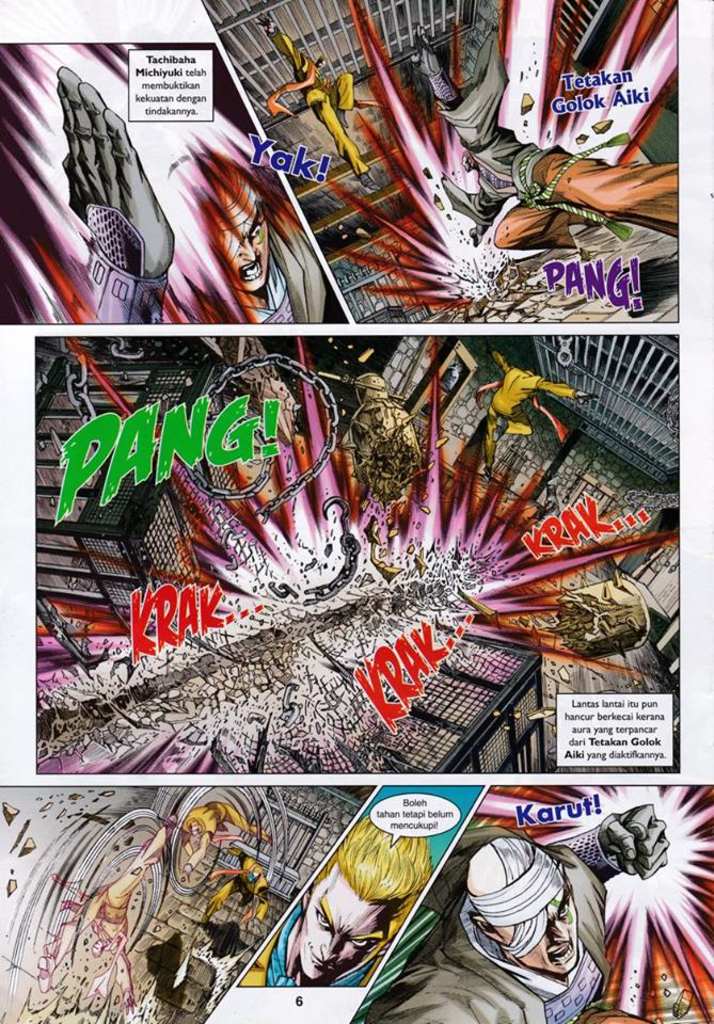 Tachibaha
Michiyuki telah
membuktikan
kekuatan dengan
tindakannya.
Yak!
Tetakan
Golok Aiki
PANG!
PANG!
KRAK...
KRAK...
KRAK...
Lantas lantai itu pun
hancur berkecai kerana
aura yang terpancar
dari Tetakan Golok
Aiki yang diaktifkannya.
Boleh
tahan tetapi belum
mencukupi!
Karut!
6